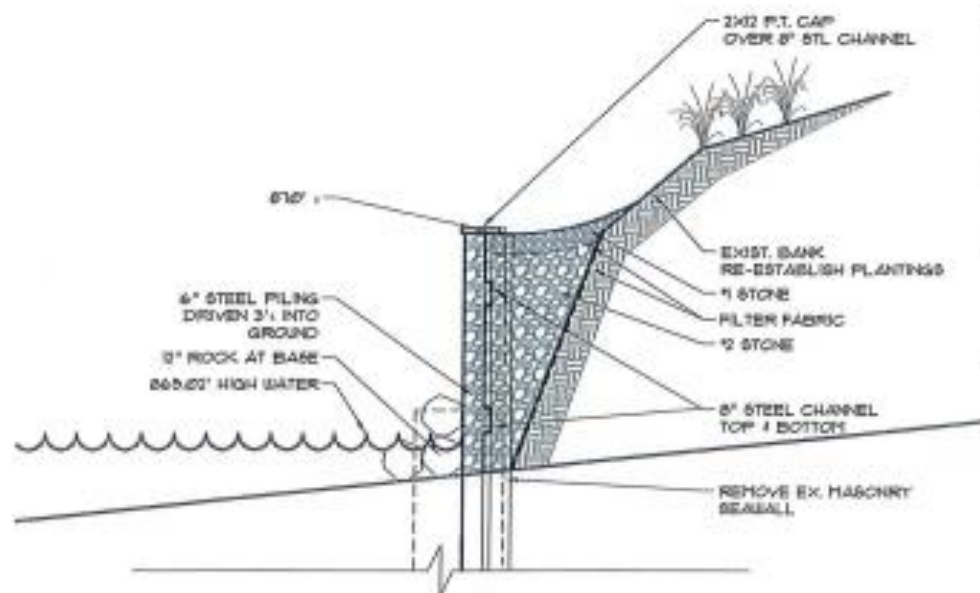 2X12 P.T. CAP
OVER 8" STL CHANNEL
EXIST. BANK
RE-ESTABLISH PLANTINGS
#1 STONE
FILTER FABRIC
#2 STONE
6" STEEL PILING
DRIVEN 3'± INTO
GROUND
12" ROCK AT BASE
869.02' HIGH WATER
8" STEEL CHANNEL
TOP & BOTTOM
REMOVE EX. MASONRY
SEAWALL